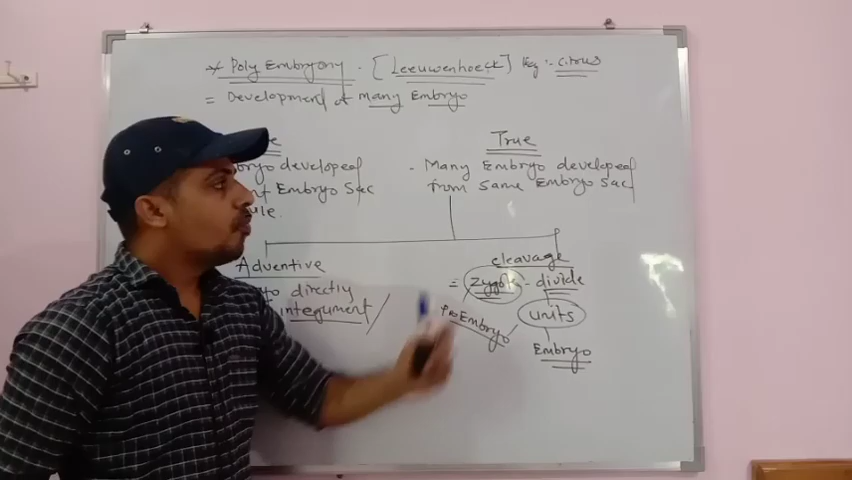 * Poly Embryony - [Leeuwenhoeck] Eg :- citrus
= Development of Many Embryo
True
developed
Embryo Sac
- Many Embryo developed
from same Embryo Sac
Adventive
directly
integument
cleavage
= zygote - divide
Pro Embryo
units
Embryo